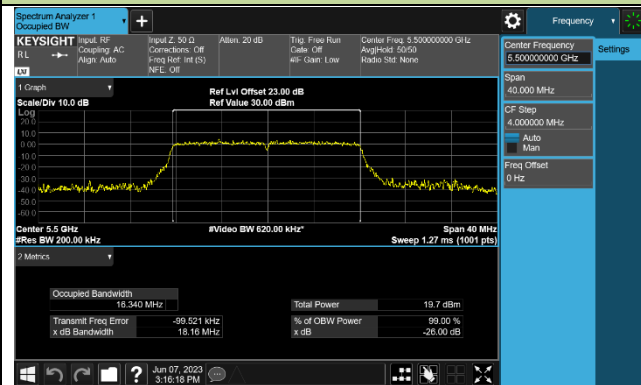 Spectrum Analyzer 1
Occupied BW
Frequency
KEYSIGHT
RL
LXI
Input: RF
Coupling: AC
Align: Auto
Input Z: 50 Ω
Corrections: Off
Freq Ref: Int (S)
NFE: Off
Atten: 20 dB
Trig: Free Run
Gate: Off
#IF Gain: Low
Center Freq: 5.500000000 GHz
Avg|Hold: 50/50
Radio Std: None
Center Frequency
5.500000000 GHz
Settings
Span
40.000 MHz
CF Step
4.000000 MHz
Auto
Man
Freq Offset
0 Hz
1 Graph
Scale/Div 10.0 dB
Ref Lvl Offset 23.00 dB
Ref Value 30.00 dBm
Log
20.0
10.0
0.00
-10.0
-20.0
-30.0
-40.0
-50.0
-60.0
Center 5.5 GHz
#Res BW 200.00 kHz
#Video BW 620.00 kHz*
Span 40 MHz
Sweep 1.27 ms (1001 pts)
2 Metrics
Occupied Bandwidth
16.340 MHz
Total Power 19.7 dBm
Transmit Freq Error -99.521 kHz
% of OBW Power 99.00 %
x dB Bandwidth 18.16 MHz
x dB -26.00 dB
?
Jun 07, 2023
3:16:18 PM